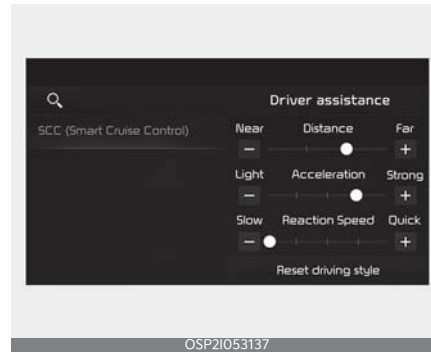 Driver assistance
SCC (Smart Cruise Control)
Near Distance Far
− +
Light Acceleration Strong
− +
Slow Reaction Speed Quick
− +
Reset driving style
OSP2I053137